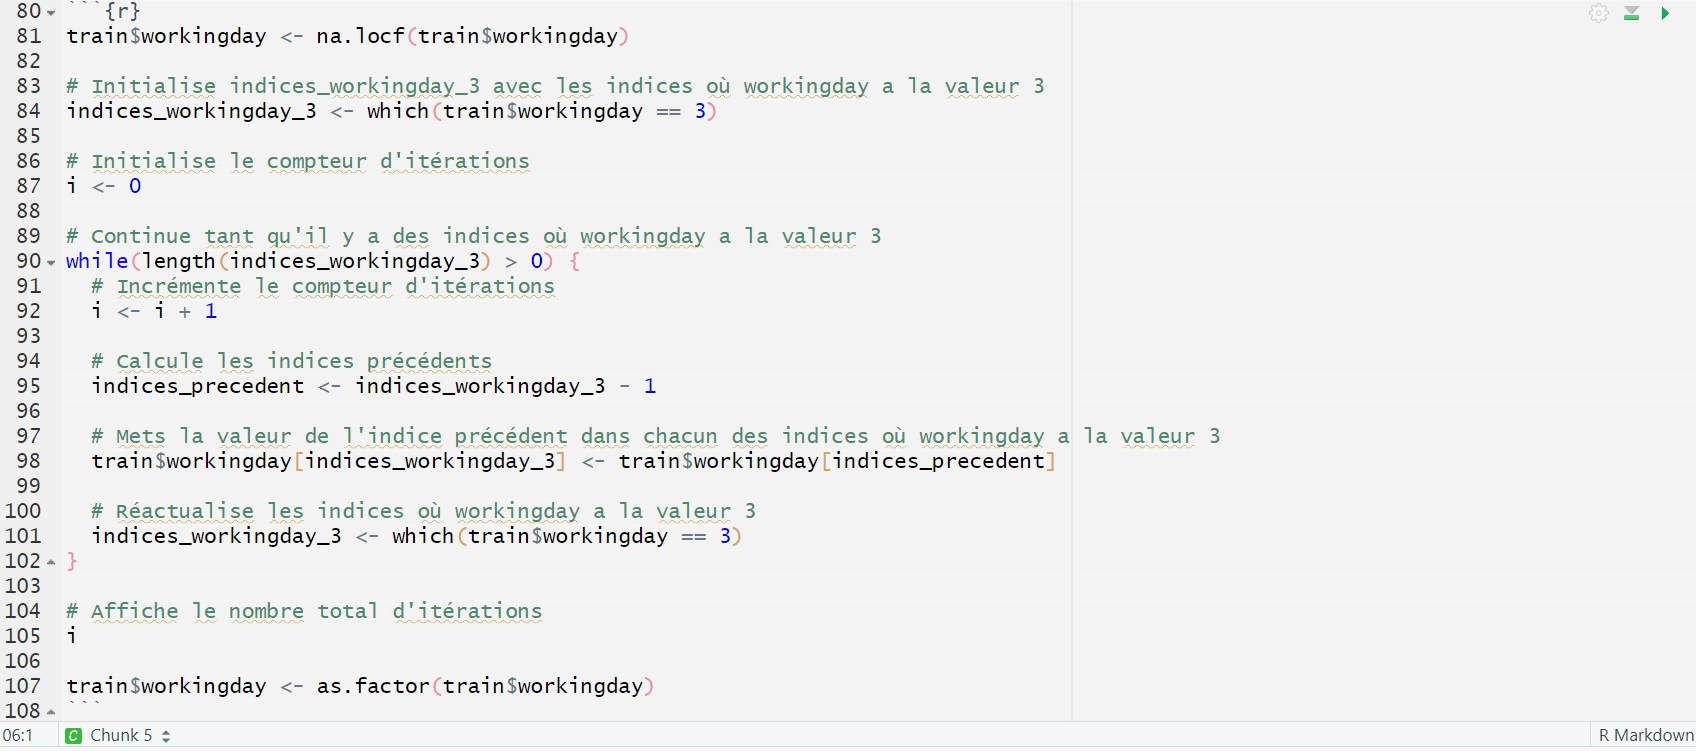 80 ```{r}
81 train$workingday <- na.locf(train$workingday)
82
83 # Initialise indices_workingday_3 avec les indices où workingday a la valeur 3
84 indices_workingday_3 <- which(train$workingday == 3)
85
86 # Initialise le compteur d'itérations
87 i <- 0
88
89 # Continue tant qu'il y a des indices où workingday a la valeur 3
90 while(length(indices_workingday_3) > 0) {
91   # Incrémente le compteur d'itérations
92   i <- i + 1
93
94   # Calcule les indices précédents
95   indices_precedent <- indices_workingday_3 - 1
96
97   # Mets la valeur de l'indice précédent dans chacun des indices où workingday a la valeur 3
98   train$workingday[indices_workingday_3] <- train$workingday[indices_precedent]
99
100   # Réactualise les indices où workingday a la valeur 3
101   indices_workingday_3 <- which(train$workingday == 3)
102 }
103
104 # Affiche le nombre total d'itérations
105 i
106
107 train$workingday <- as.factor(train$workingday)
108 ```
06:1 C Chunk 5 R Markdown